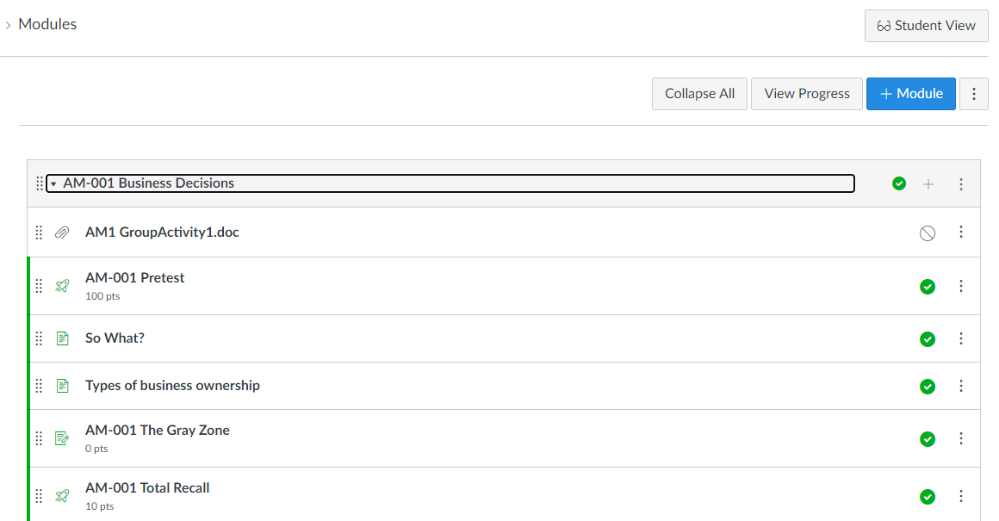 Modules
Student View
Collapse All
View Progress
+ Module
AM-001 Business Decisions
AM1 GroupActivity1.doc
AM-001 Pretest
100 pts
So What?
Types of business ownership
AM-001 The Gray Zone
0 pts
AM-001 Total Recall
10 pts